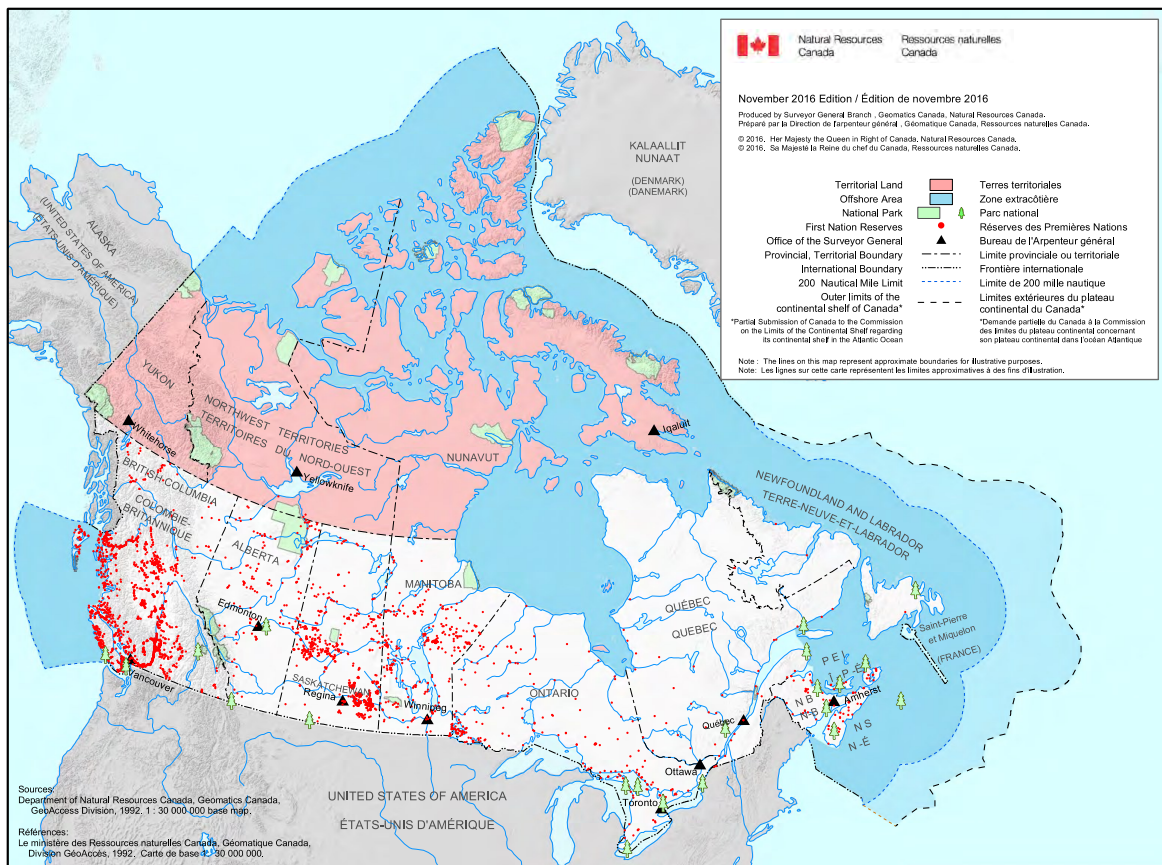 Natural Resources
Canada
Ressources naturelles
Canada
November 2016 Edition / Édition de novembre 2016
Produced by Surveyor General Branch , Geomatics Canada, Natural Resources Canada.
Préparé par la Direction de l'arpenteur général , Géomatique Canada, Ressources naturelles Canada.
© 2016. Her Majesty the Queen in Right of Canada, Natural Resources Canada.
© 2016. Sa Majesté la Reine du chef du Canada, Ressources naturelles Canada.
Territorial Land Terres territoriales
Offshore Area Zone extracôtière
National Park Parc national
First Nation Reserves Réserves des Premières Nations
Office of the Surveyor General Bureau de l'Arpenteur général
Provincial, Territorial Boundary Limite provinciale ou territoriale
International Boundary Frontière internationale
200 Nautical Mile Limit Limite de 200 mille nautique
Outer limits of the Limites extérieures du plateau
continental shelf of Canada* continental du Canada*
*Partial Submission of Canada to the Commission
on the Limits of the Continental Shelf regarding
its continental shelf in the Atlantic Ocean
*Demande partielle du Canada à la Commission
des limites du plateau continental concernant
son plateau continental dans l'océan Atlantique
Note : The lines on this map represent approximate boundaries for illustrative purposes.
Note: Les lignes sur cette carte représentent les limites approximatives à des fins d'illustration.
KALAALLIT
NUNAAT
(DENMARK)
(DANEMARK)
ALASKA
(UNITED STATES OF AMERICA)
(ÉTATS-UNIS D'AMÉRIQUE)
YUKON
Whitehorse
NORTHWEST TERRITORIES
TERRITOIRES DU NORD-OUEST
Yellowknife
NUNAVUT
Iqaluit
BRITISH-COLUMBIA
COLOMBIE-
BRITANNIQUE
ALBERTA
Edmonton
MANITOBA
NEWFOUNDLAND AND LABRADOR
TERRE-NEUVE-ET-LABRADOR
QUÉBEC
QUEBEC
Saint-Pierre
et Miquelon
(FRANCE)
Vancouver
SASKATCHEWAN
Regina
Winnipeg
ONTARIO
Québec
P E I
Î-P-É
N B
N-B
Amherst
N S
N-É
Ottawa
Toronto
UNITED STATES OF AMERICA
ÉTATS-UNIS D'AMÉRIQUE
Sources:
Department of Natural Resources Canada, Geomatics Canada,
GeoAccess Division, 1992. 1 : 30 000 000 base map.
Références:
Le ministère des Ressources naturelles Canada, Géomatique Canada,
Division GéoAccès, 1992. Carte de base 1 : 30 000 000.